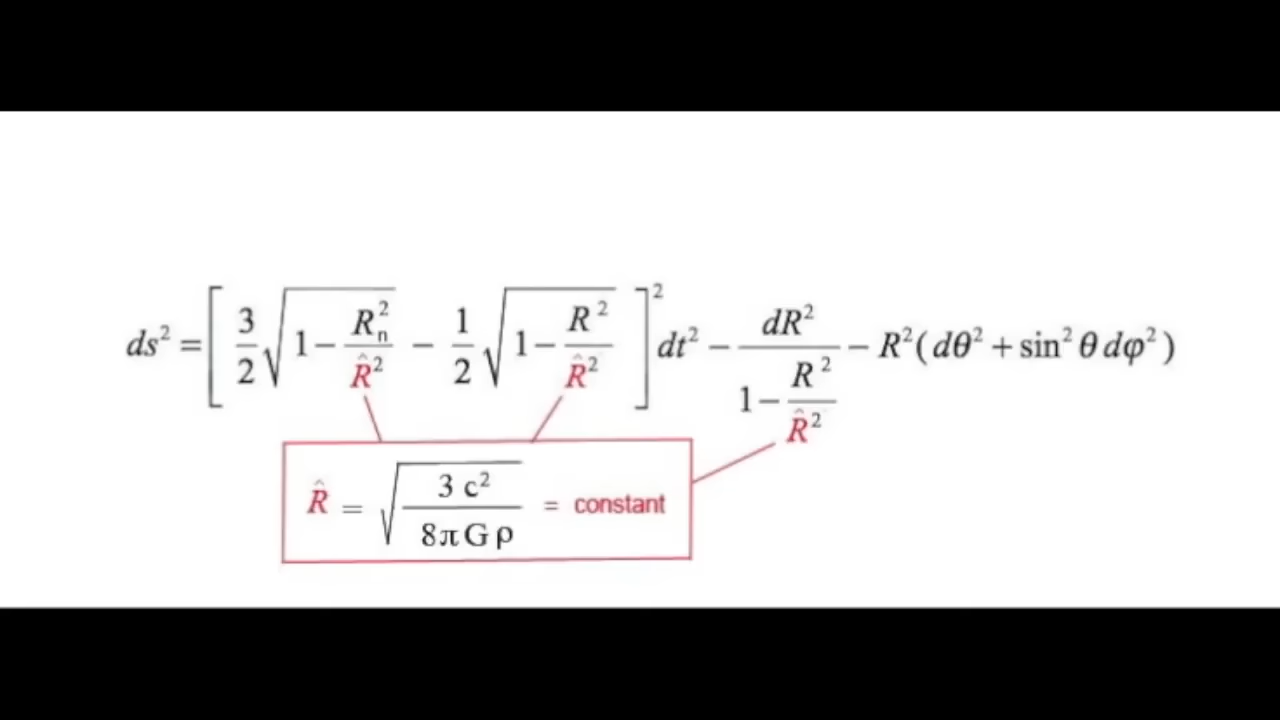 ds² = [ 3/2 √(1 − Rₙ²/R̂²) − 1/2 √(1 − R²/R̂²) ]² dt² − dR²/(1 − R²/R̂²) − R²(dθ² + sin² θ dφ²)
R̂ = √(3 c²/8π G ρ) = constant